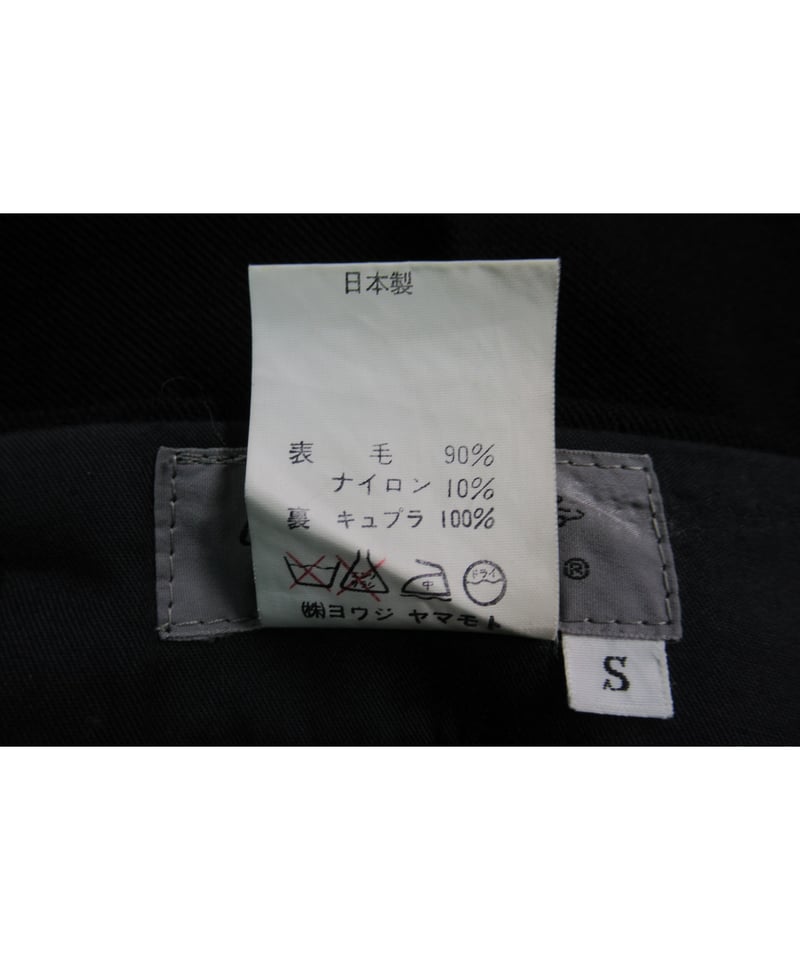 日本製
表 毛 90%
ナイロン 10%
裏 キュプラ 100%
中 ドライ
㈱ヨウジ ヤマモト
®
S